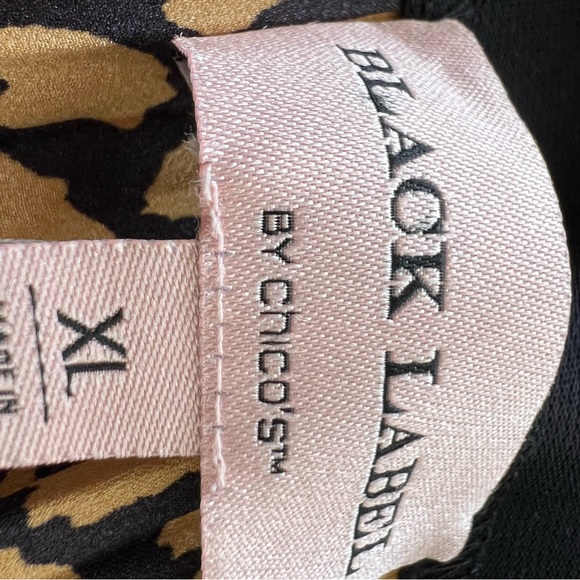 BLACK LABEL
BY CHICO'S™
XL
MADE IN